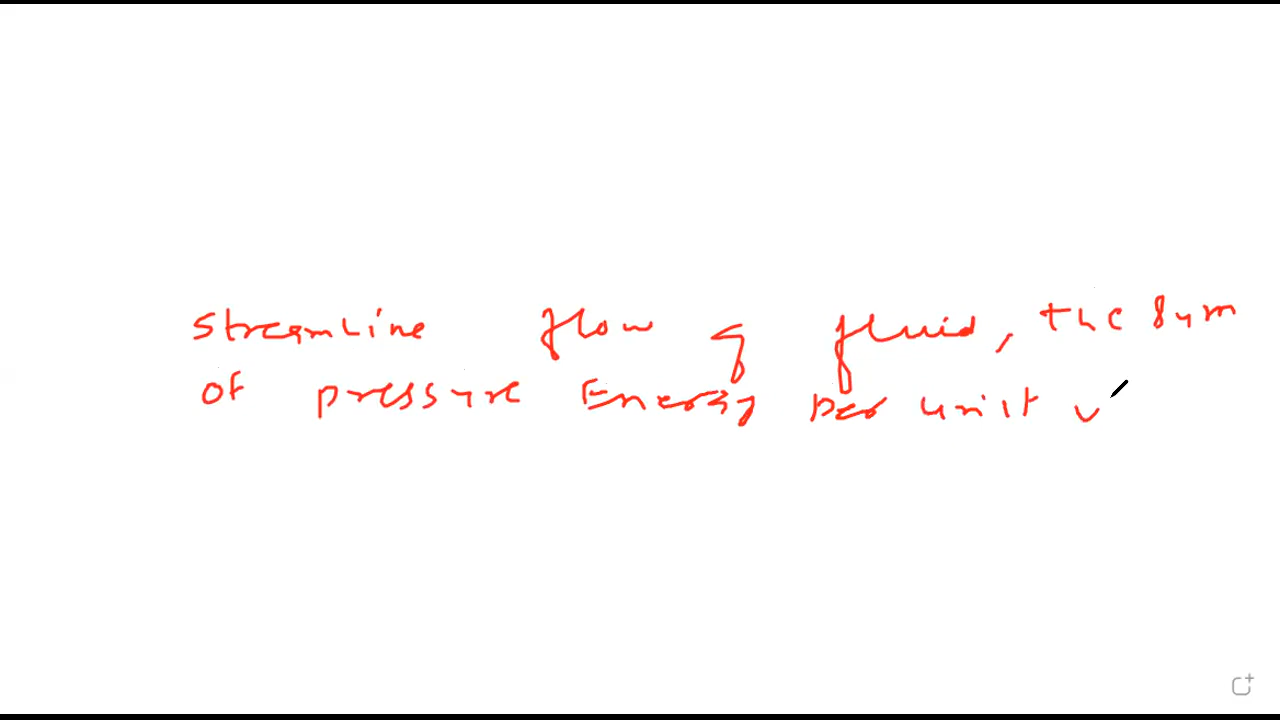 streamline flow of fluid, the sum
of pressure Energy per unit v